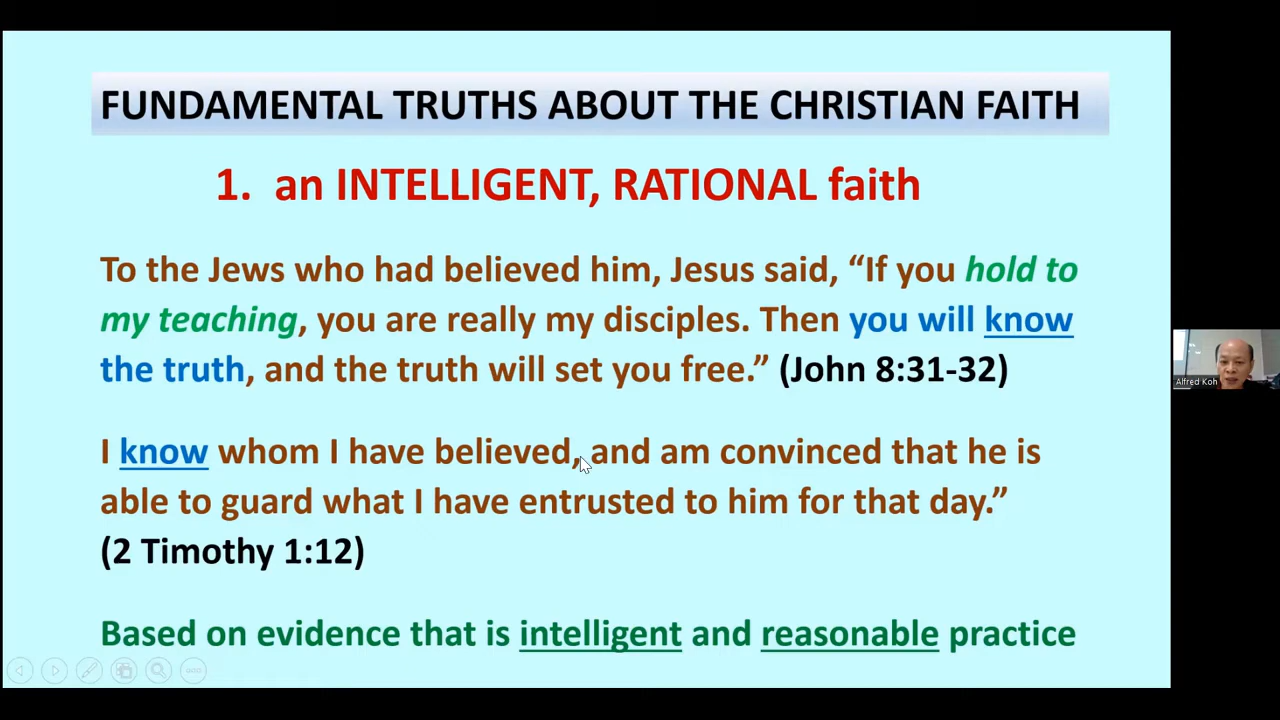 FUNDAMENTAL TRUTHS ABOUT THE CHRISTIAN FAITH
1. an INTELLIGENT, RATIONAL faith
To the Jews who had believed him, Jesus said, “If you hold to
my teaching, you are really my disciples. Then you will know
the truth, and the truth will set you free.” (John 8:31-32)
I know whom I have believed, and am convinced that he is
able to guard what I have entrusted to him for that day.”
(2 Timothy 1:12)
Based on evidence that is intelligent and reasonable practice
Alfred Koh